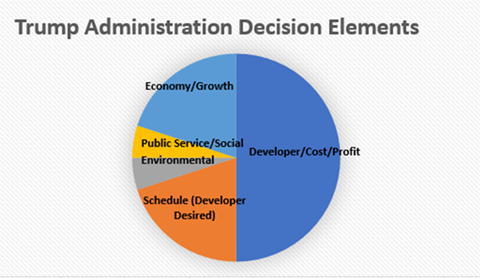 Trump Administration Decision Elements
Economy/Growth
Public Service/Social
Developer/Cost/Profit
Environmental
Schedule (Developer
Desired)